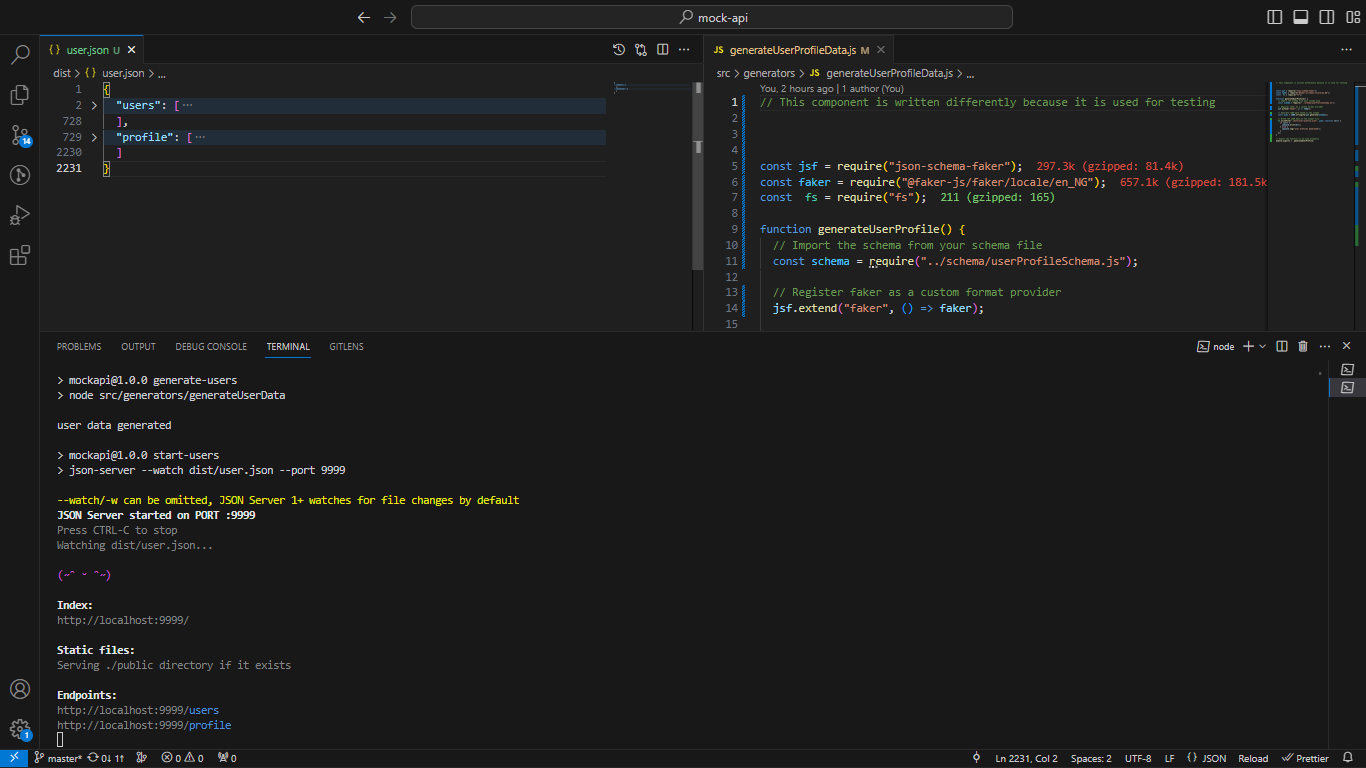 mock-api
{ } user.json U
dist > { } user.json > ...
1 {
2 "users": [ ...
728 ],
729 "profile": [ ...
2230 ]
2231 }
JS generateUserProfileData.js M
src > generators > JS generateUserProfileData.js > ...
You, 2 hours ago | 1 author (You)
1 // This component is written differently because it is used for testing
2
3
4
5 const jsf = require("json-schema-faker"); 297.3k (gzipped: 81.4k)
6 const faker = require("@faker-js/faker/locale/en_NG"); 657.1k (gzipped: 181.5k
7 const  fs = require("fs"); 211 (gzipped: 165)
8
9 function generateUserProfile() {
10 // Import the schema from your schema file
11 const schema = require("../schema/userProfileSchema.js");
12
13 // Register faker as a custom format provider
14 jsf.extend("faker", () => faker);
15
14
PROBLEMS OUTPUT DEBUG CONSOLE TERMINAL GITLENS
node
> mockapi@1.0.0 generate-users
> node src/generators/generateUserData
user data generated
> mockapi@1.0.0 start-users
> json-server --watch dist/user.json --port 9999
--watch/-w can be omitted, JSON Server 1+ watches for file changes by default
JSON Server started on PORT :9999
Press CTRL-C to stop
Watching dist/user.json...
(˶ᵔ ᵕ ᵔ˶)
Index:
http://localhost:9999/
Static files:
Serving ./public directory if it exists
Endpoints:
http://localhost:9999/users
http://localhost:9999/profile
1
master* 0↓ 1↑ 0 0 0
Ln 2231, Col 2 Spaces: 2 UTF-8 LF { } JSON Reload Prettier